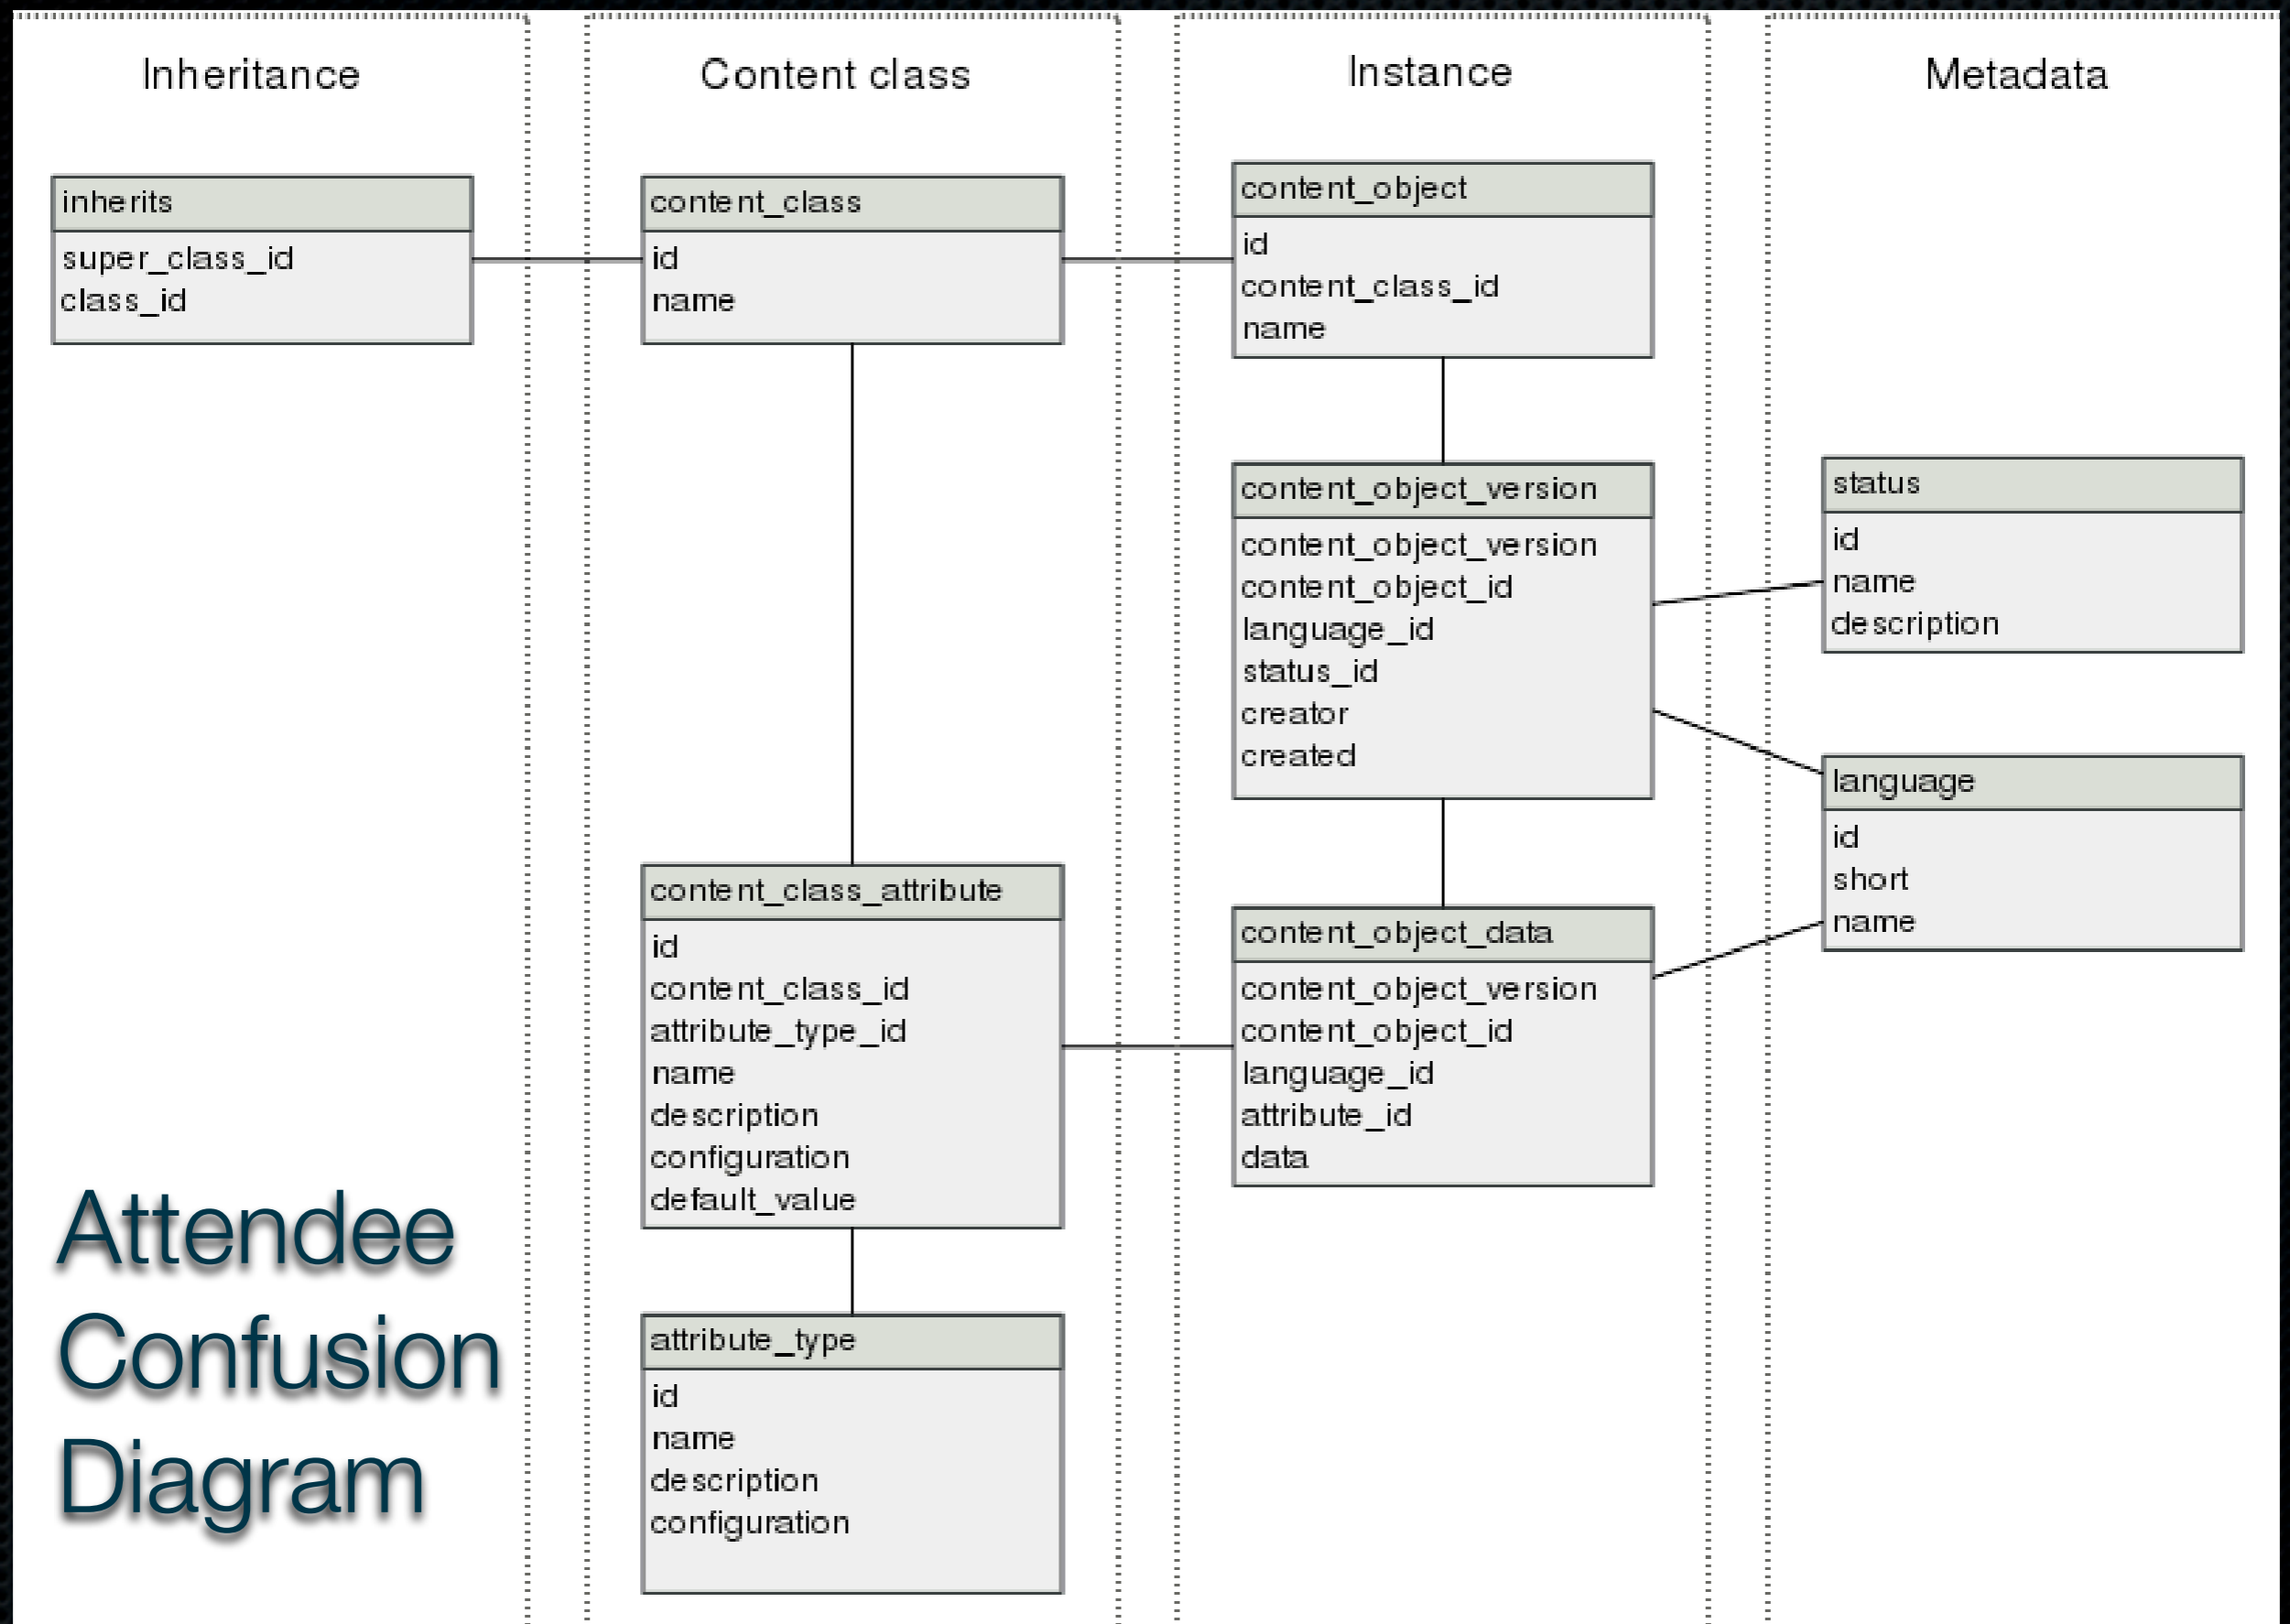 Inheritance
inherits
super_class_id
class_id
Content class
content_class
id
name
content_class_attribute
id
content_class_id
attribute_type_id
name
description
configuration
default_value
attribute_type
id
name
description
configuration
Instance
content_object
id
content_class_id
name
content_object_version
content_object_version
content_object_id
language_id
status_id
creator
created
content_object_data
content_object_version
content_object_id
language_id
attribute_id
data
Metadata
status
id
name
description
language
id
short
name
Attendee
Confusion
Diagram